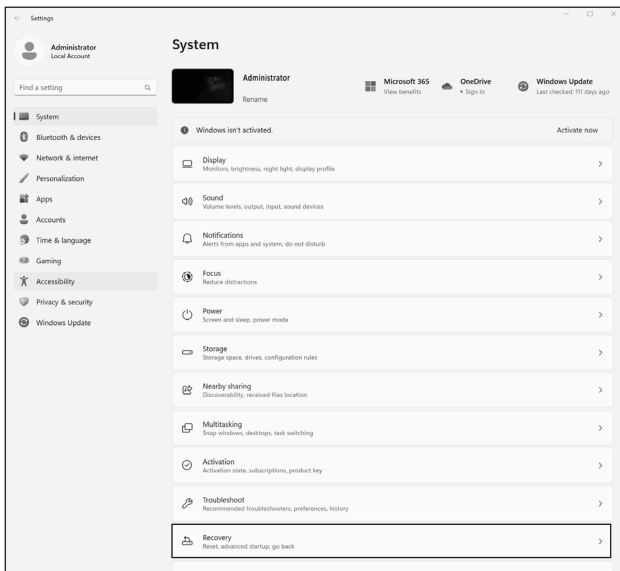 Settings
Administrator
Local Account
Find a setting
System
Bluetooth & devices
Network & internet
Personalization
Apps
Accounts
Time & language
Gaming
Accessibility
Privacy & security
Windows Update
System
Administrator
Rename
Microsoft 365
View benefits
OneDrive
• Sign In
Windows Update
Last checked: 111 days ago
Windows isn't activated.
Activate now
Display
Monitors, brightness, night light, display profile
Sound
Volume levels, output, input, sound devices
Notifications
Alerts from apps and system, do not disturb
Focus
Reduce distractions
Power
Screen and sleep, power mode
Storage
Storage space, drives, configuration rules
Nearby sharing
Discoverability, received files location
Multitasking
Snap windows, desktops, task switching
Activation
Activation state, subscriptions, product key
Troubleshoot
Recommended troubleshooters, preferences, history
Recovery
Reset, advanced startup, go back